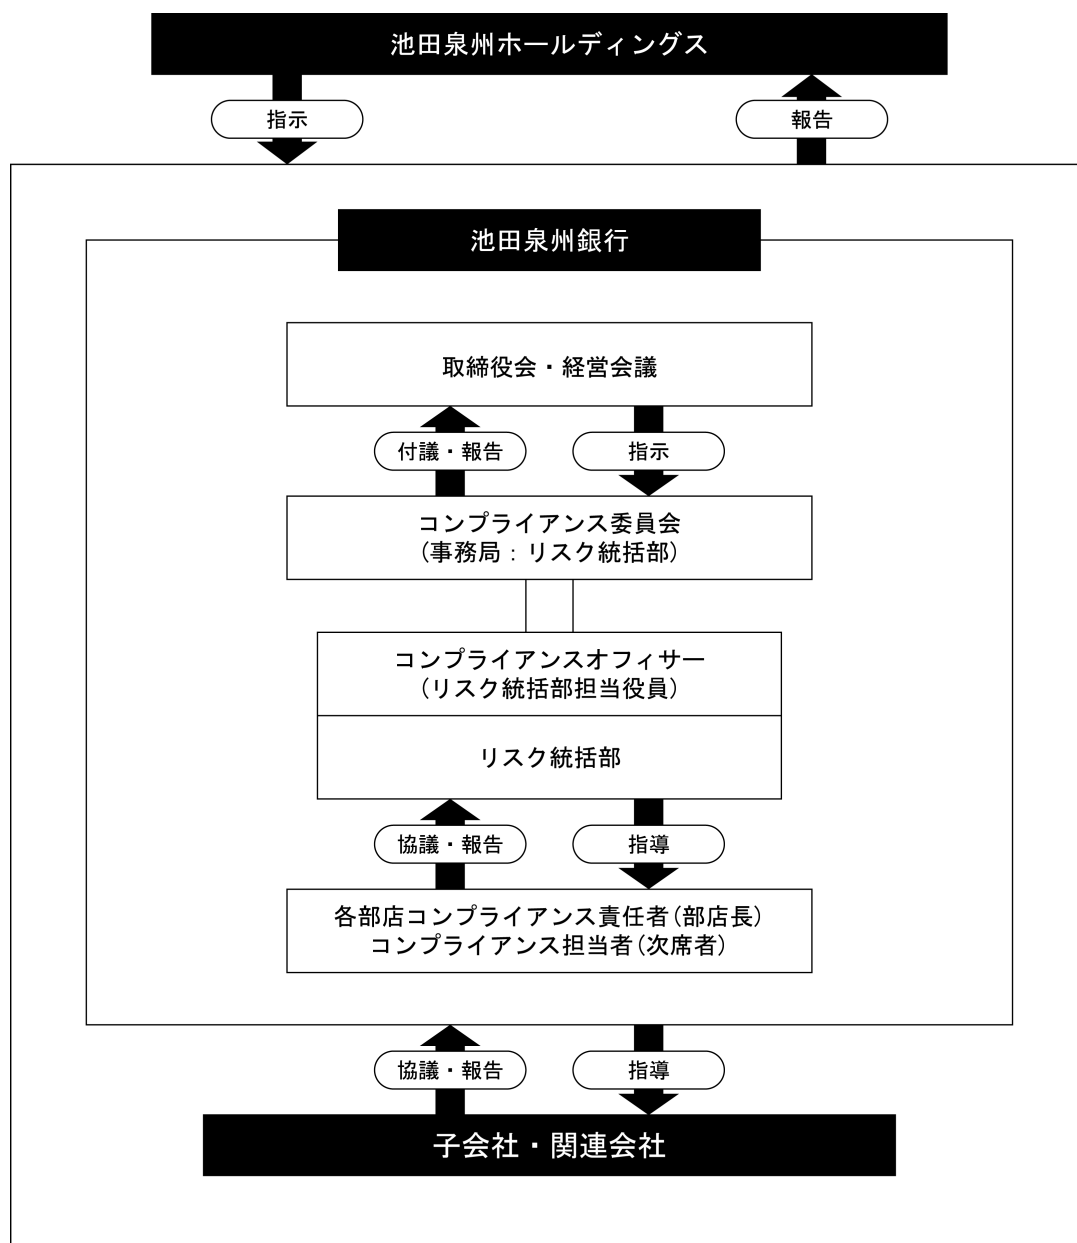 池田泉州ホールディングス
指示
報告
池田泉州銀行
取締役会・経営会議
付議・報告
指示
コンプライアンス委員会
(事務局：リスク統括部)
コンプライアンスオフィサー
(リスク統括部担当役員)
リスク統括部
協議・報告
指導
各部店コンプライアンス責任者(部店長)
コンプライアンス担当者(次席者)
協議・報告
指導
子会社・関連会社